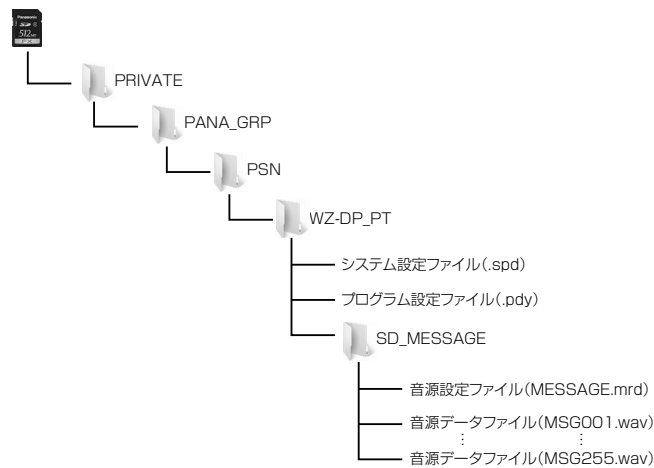 Panasonic
512
PRIVATE
PANA_GRP
PSN
WZ-DP_PT
システム設定ファイル（.spd）
プログラム設定ファイル（.pdy）
SD_MESSAGE
音源設定ファイル（MESSAGE.mrd）
音源データファイル（MSG001.wav）
⋮ ⋮
音源データファイル（MSG255.wav）